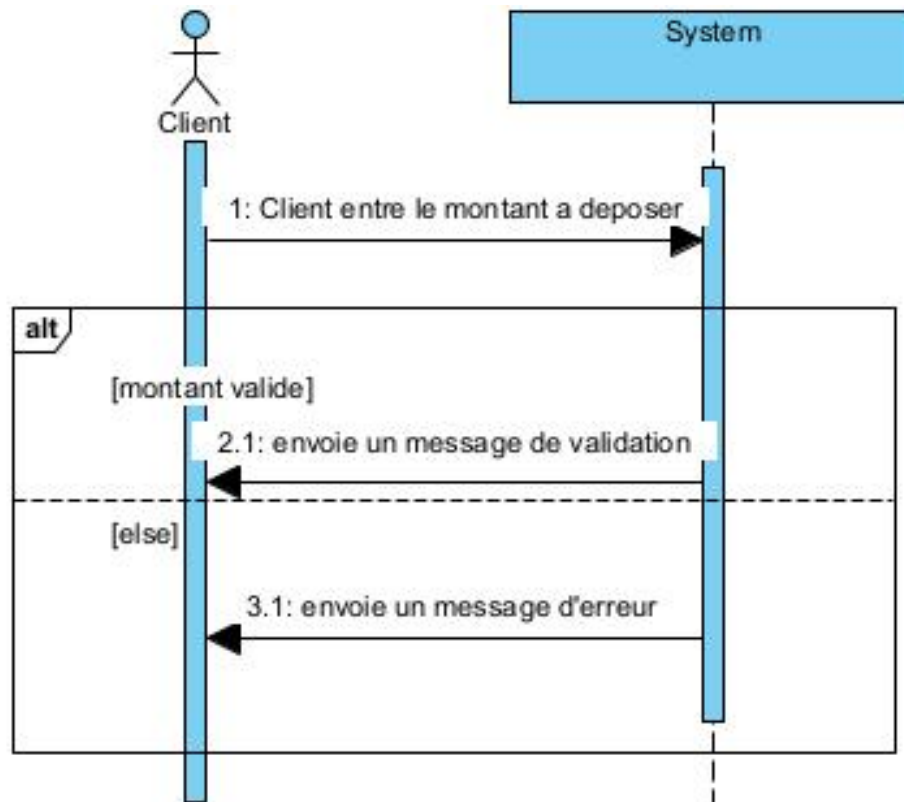 System
Client
1: Client entre le montant a deposer
alt
[montant valide]
2.1: envoie un message de validation
[else]
3.1: envoie un message d'erreur